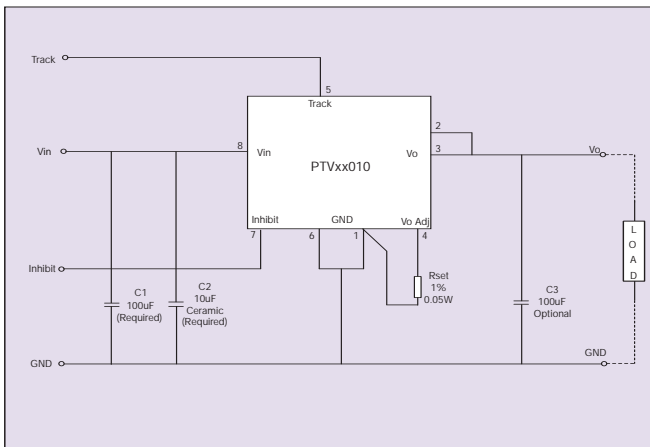 Track
5
Track
2
Vin
8
Vin
Vo
3
Vo
PTVxx010
Inhibit
GND
Vo Adj
7
6
1
4
L
O
A
D
Inhibit
Rset
1%
0.05W
C1
100uF
(Required)
C2
10uF
Ceramic
(Required)
C3
100uF
Optional
GND
GND